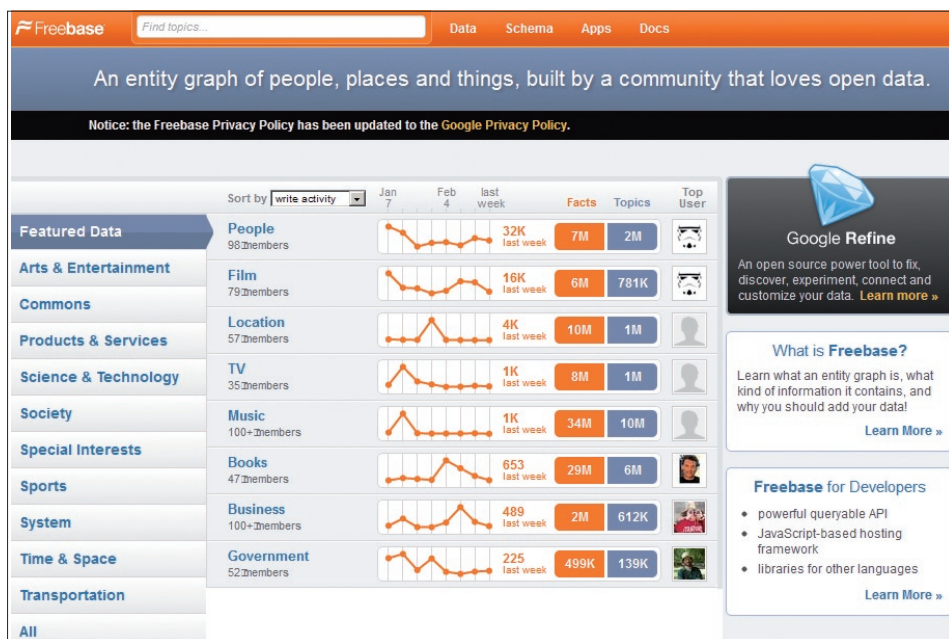 Freebase
Find topics...
Data Schema Apps Docs
An entity graph of people, places and things, built by a community that loves open data.
Notice: the Freebase Privacy Policy has been updated to the Google Privacy Policy.
Sort by write activity
Jan 7
Feb 4
last week
Facts
Topics
Top User
Featured Data
Arts & Entertainment
Commons
Products & Services
Science & Technology
Society
Special Interests
Sports
System
Time & Space
Transportation
All
People
98 members
32K last week
7M
2M
Film
79 members
16K last week
6M
781K
Location
57 members
4K last week
10M
1M
TV
35 members
1K last week
8M
1M
Music
100+ members
1K last week
34M
10M
Books
47 members
653 last week
29M
6M
Business
100+ members
489 last week
2M
612K
Government
52 members
225 last week
499K
139K
Google Refine
An open source power tool to fix,
discover, experiment, connect and
customize your data. Learn more »
What is Freebase?
Learn what an entity graph is, what
kind of information it contains, and
why you should add your data!
Learn More »
Freebase for Developers
• powerful queryable API
• JavaScript-based hosting
framework
• libraries for other languages
Learn More »